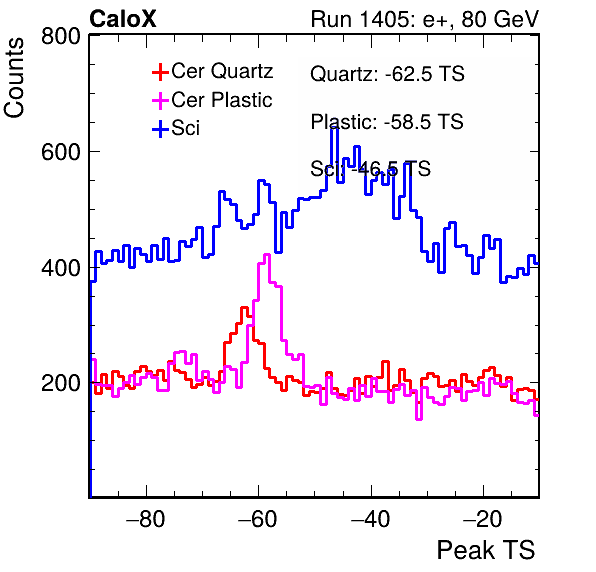 CaloX Run 1405: e+, 80 GeV
Counts
800
600
400
200
Cer Quartz
Cer Plastic
Sci
Quartz: -62.5 TS
Plastic: -58.5 TS
Sci: -46.5 TS
−80 −60 −40 −20
Peak TS